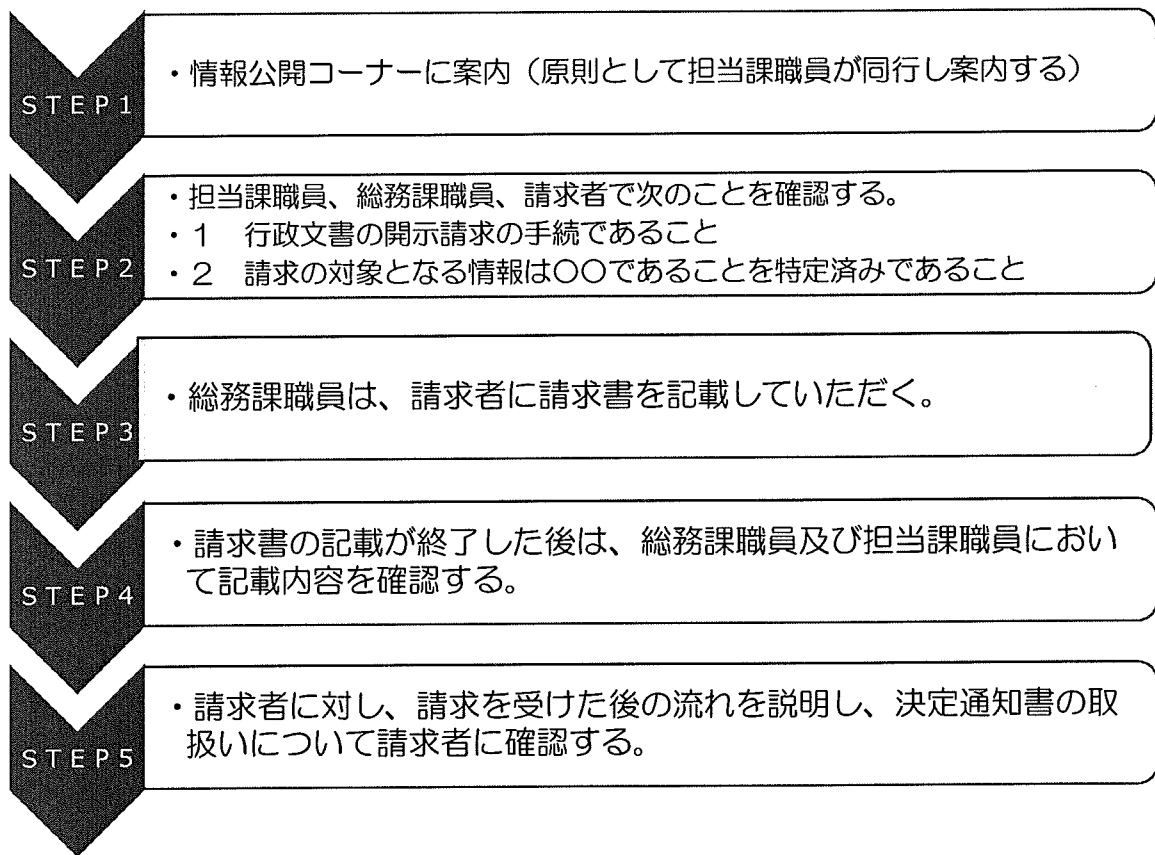 STEP1
・情報公開コーナーに案内（原則として担当課職員が同行し案内する）
STEP2
・担当課職員、総務課職員、請求者で次のことを確認する。
・１　行政文書の開示請求の手続であること
・２　請求の対象となる情報は〇〇であることを特定済みであること
STEP3
・総務課職員は、請求者に請求書を記載していただく。
STEP4
・請求書の記載が終了した後は、総務課職員及び担当課職員におい
て記載内容を確認する。
STEP5
・請求者に対し、請求を受けた後の流れを説明し、決定通知書の取
扱いについて請求者に確認する。